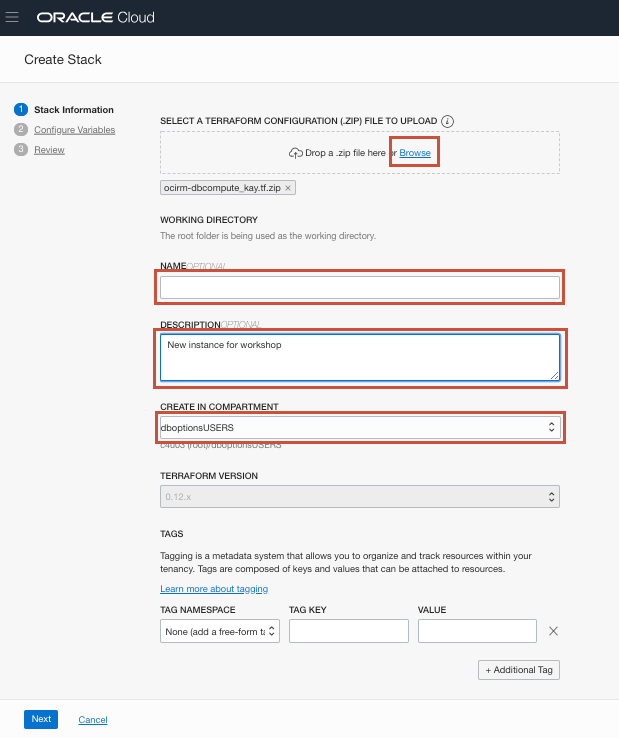 ORACLE Cloud
Create Stack
1 Stack Information
2 Configure Variables
3 Review
SELECT A TERRAFORM CONFIGURATION (.ZIP) FILE TO UPLOAD i
Drop a .zip file here or Browse
ocirm-dbcompute_kay.tf.zip ×
WORKING DIRECTORY
The root folder is being used as the working directory.
NAME OPTIONAL
DESCRIPTION OPTIONAL
New instance for workshop
CREATE IN COMPARTMENT
dboptionsUSERS
c4u03 (root)/dboptionsUSERS
TERRAFORM VERSION
0.12.x
TAGS
Tagging is a metadata system that allows you to organize and track resources within your
tenancy. Tags are composed of keys and values that can be attached to resources.
Learn more about tagging
TAG NAMESPACE TAG KEY VALUE
None (add a free-form ta
+ Additional Tag
Next Cancel